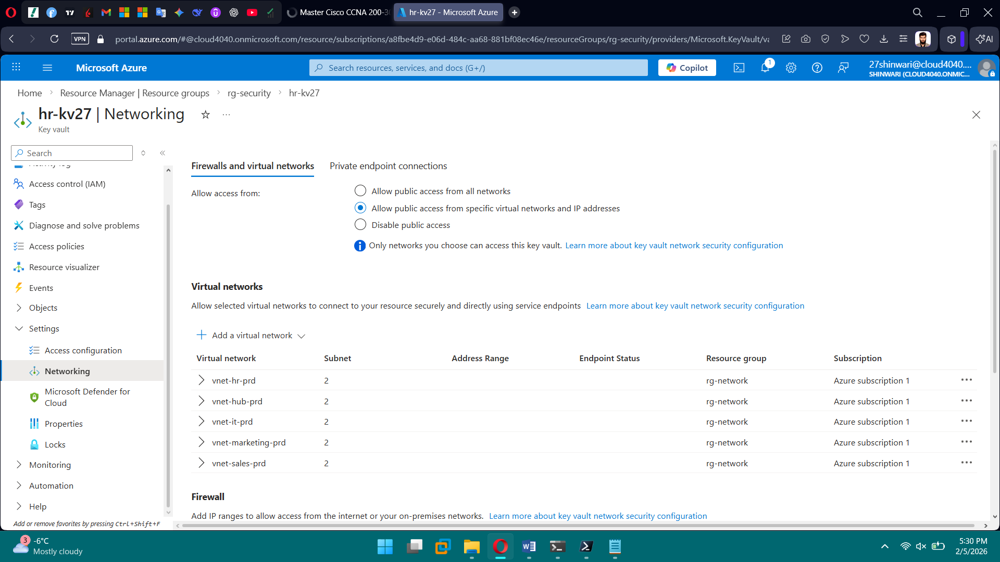 Master Cisco CCNA 200-30
hr-kv27 - Microsoft Azure
VPN
portal.azure.com/#@cloud4040.onmicrosoft.com/resource/subscriptions/a8fbe4d9-e06d-484c-aa68-881bf08ec46e/resourceGroups/rg-security/providers/Microsoft.KeyVault/va
AI
Microsoft Azure
Search resources, services, and docs (G+/)
Copilot
1
27shinwari@cloud4040....
SHINWARI (CLOUD4040.ONMIC...
Home
Resource Manager | Resource groups
rg-security
hr-kv27
hr-kv27 | Networking
Key vault
Search
Activity log
Access control (IAM)
Tags
Diagnose and solve problems
Access policies
Resource visualizer
Events
Objects
Settings
Access configuration
Networking
Microsoft Defender for
Cloud
Properties
Locks
Monitoring
Automation
Help
Add or remove favorites by pressing Ctrl+Shift+F
Firewalls and virtual networks
Private endpoint connections
Allow access from:
Allow public access from all networks
Allow public access from specific virtual networks and IP addresses
Disable public access
Only networks you choose can access this key vault. Learn more about key vault network security configuration
Virtual networks
Allow selected virtual networks to connect to your resource securely and directly using service endpoints Learn more about key vault network security configuration
Add a virtual network
Virtual network Subnet Address Range Endpoint Status Resource group Subscription
vnet-hr-prd 2 rg-network Azure subscription 1
vnet-hub-prd 2 rg-network Azure subscription 1
vnet-it-prd 2 rg-network Azure subscription 1
vnet-marketing-prd 2 rg-network Azure subscription 1
vnet-sales-prd 2 rg-network Azure subscription 1
Firewall
Add IP ranges to allow access from the internet or your on-premises networks. Learn more about key vault network security configuration
3
-6°C
Mostly cloudy
5:30 PM
2/5/2026